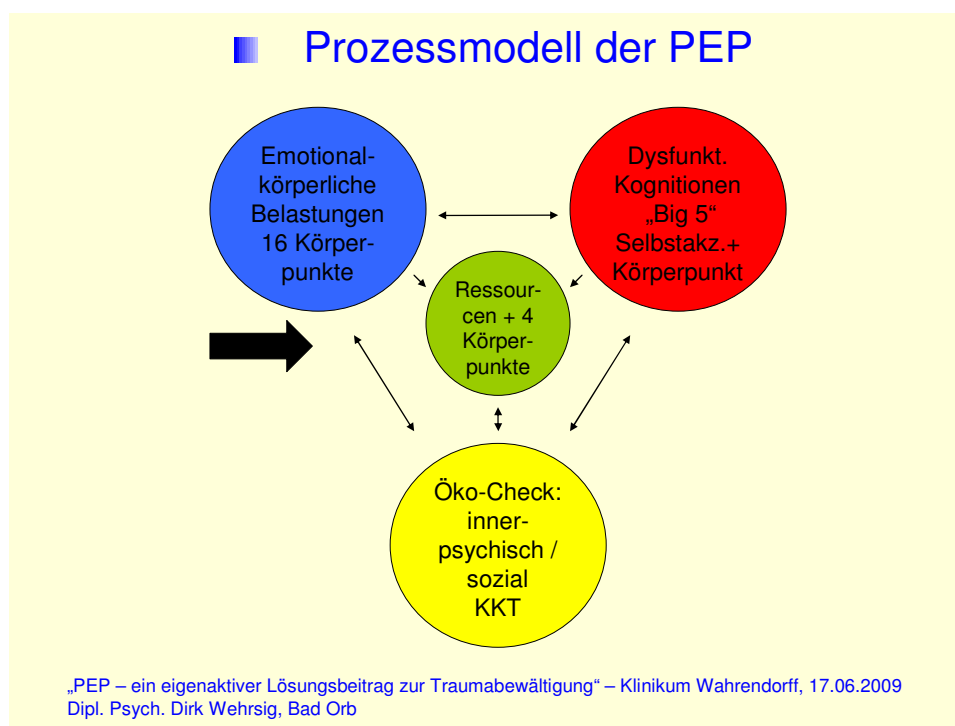 Prozessmodell der PEP
Emotional-
körperliche
Belastungen
16 Körper-
punkte
Dysfunkt.
Kognitionen
„Big 5“
Selbstakz.+
Körperpunkt
Ressour-
cen + 4
Körper-
punkte
Öko-Check:
inner-
psychisch /
sozial
KKT
„PEP – ein eigenaktiver Lösungsbeitrag zur Traumabewältigung“ – Klinikum Wahrendorff, 17.06.2009
Dipl. Psych. Dirk Wehrsig, Bad Orb